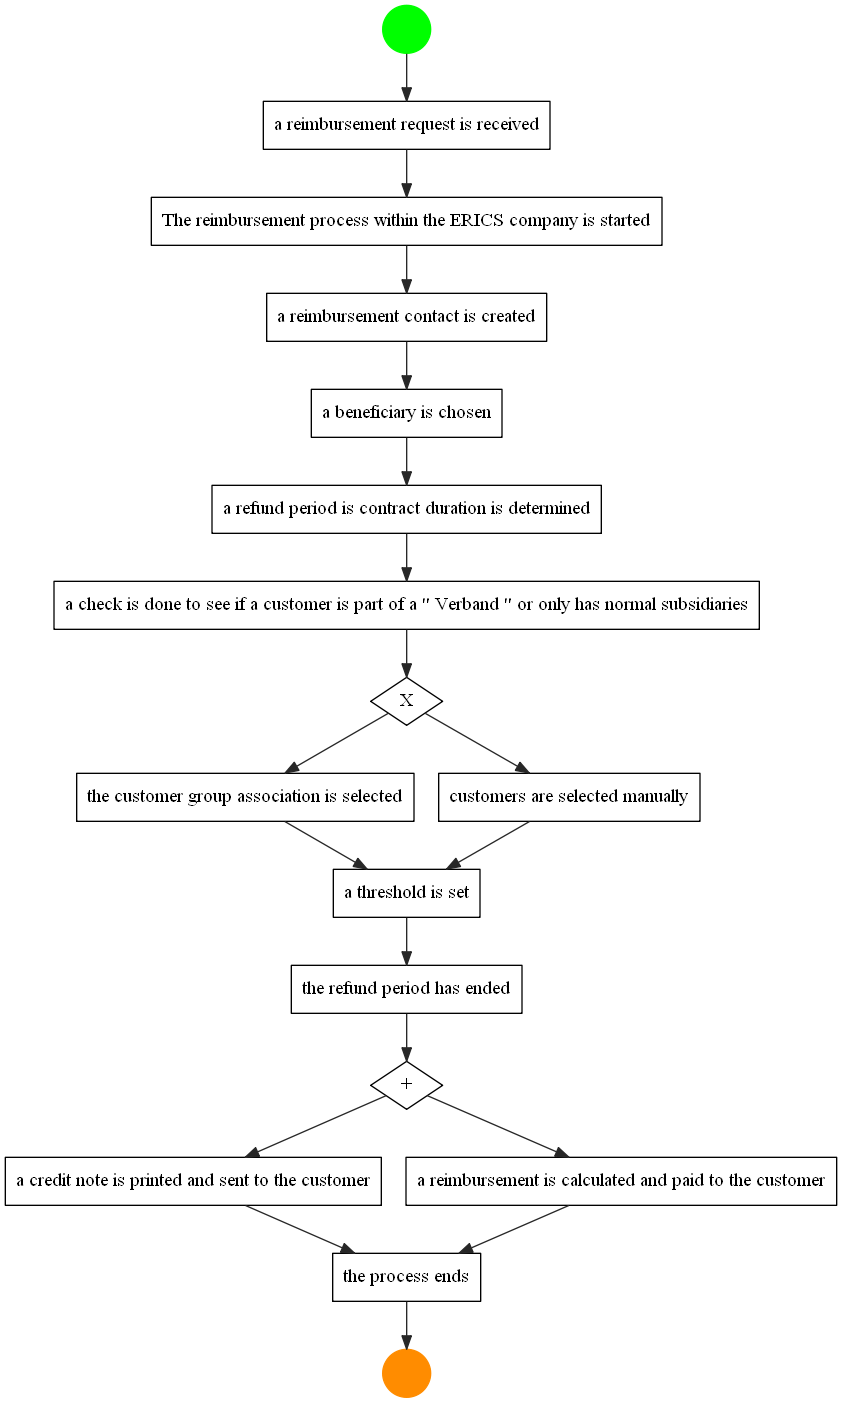 a reimbursement request is received
The reimbursement process within the ERICS company is started
a reimbursement contact is created
a beneficiary is chosen
a refund period is contract duration is determined
a check is done to see if a customer is part of a " Verband " or only has normal subsidiaries
X
the customer group association is selected
customers are selected manually
a threshold is set
the refund period has ended
+
a credit note is printed and sent to the customer
a reimbursement is calculated and paid to the customer
the process ends